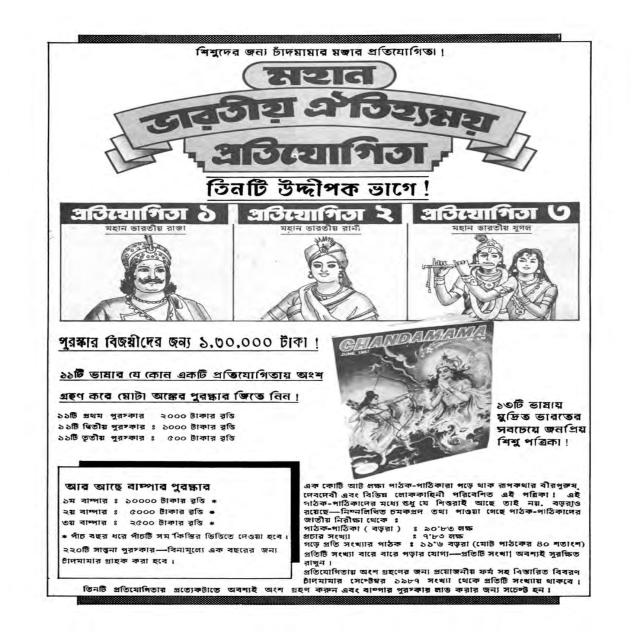 শিশুদের জন্য চাঁদমামার মজার প্রতিযোগিতা !
মহান
ভারতীয় ঐতিহ্যময়
প্রতিযোগিতা
তিনটি উদ্দীপক ভাগে !
প্রতিযোগিতা ১
মহান ভারতীয় রাজা
প্রতিযোগিতা ২
মহান ভারতীয় রানী
প্রতিযোগিতা ৩
মহান ভারতীয় যুগল
পুরস্কার বিজয়ীদের জন্য ১,৩০,০০০ টাকা !
১১টি ভাষার যে কোন একটি প্রতিযোগিতায় অংশ
গ্রহণ করে মোটা অঙ্কের পুরস্কার জিতে নিন !
১১টি প্রথম পুরস্কার ২০০০ টাকার বৃত্তি
১১টি দ্বিতীয় পুরস্কার : ১০০০ টাকার বৃত্তি
১১টি তৃতীয় পুরস্কার : ৫০০ টাকার বৃত্তি
CHANDAMAMA
JUNE, 1987
১৩টি ভাষায়
মুদ্রিত ভারতের
সবচেয়ে জনপ্রিয়
শিশু পত্রিকা !
আর আছে বাম্পার পুরস্কার
১ম বাম্পার : ১০০০০ টাকার বৃত্তি *
২য় বাম্পার : ৫০০০ টাকার বৃত্তি *
৩য় বাম্পার : ২৫০০ টাকার বৃত্তি *
* পাঁচ বছর ধরে পাঁচটি সম কিস্তির ভিত্তিতে দেওয়া হবে ।
২২০টি সান্ত্বনা পুরস্কার—বিনামূল্যে এক বছরের জন্য
চাঁদমামার গ্রাহক করা হবে ।
এক কোটি আট লক্ষ্য পাঠক-পাঠিকারা পড়ে থাক রূপকথার বীরপুরুষ,
দেবদেবী এবং বিভিন্ন লোককাহিনী পরিবেশিত এই পত্রিকা ! এই
পাঠক-পাঠিকাদের মধ্যে শুধু যে শিশুরাই আছে তাই নয়, বড়রাও
রয়েছে—নিম্নলিখিত চমকপ্রদ তথ্য পাওয়া গেছে পাঠক-পাঠিকাদের
জাতীয় নিরীক্ষা থেকে :
পাঠক-পাঠিকা ( বড়রা ) : ৯০'৮৩ লক্ষ
প্রচার সংখ্যা : ৭'৮৩ লক্ষ
গড়ে প্রতি সংখ্যার পাঠক : ১১'৬ বড়রা (মোট পাঠকের ৪০ শতাংশ)
প্রতিটি সংখ্যা বারে বারে পড়ার যোগ্য—প্রতিটি সংখ্যা অবশ্যই সুরক্ষিত
রাখুন ।
প্রতিযোগিতায় অংশ গ্রহণের জন্য প্রয়োজনীয় ফর্ম সহ বিস্তারিত বিবরণ
চাঁদমামার সেপ্টেম্বর ১৯৮৭ সংখ্যা থেকে প্রতিটি সংখ্যায় থাকবে ।
তিনটি প্রতিযোগিতার প্রত্যেকটাতে অবশ্যই অংশ গ্রহণ করুন এবং বাম্পার পুরস্কার লাভ করার জন্য সচেষ্ট হন ।